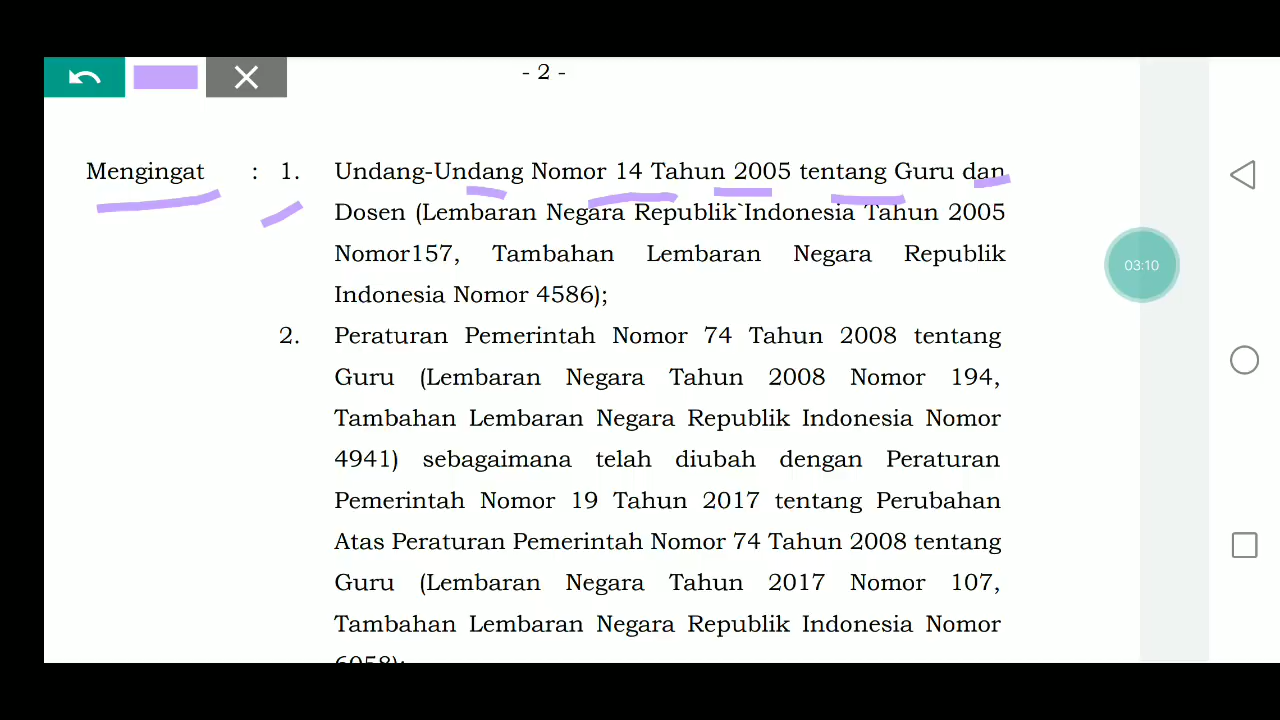 - 2 -
Mengingat : 1. Undang-Undang Nomor 14 Tahun 2005 tentang Guru dan
Dosen (Lembaran Negara Republik`Indonesia Tahun 2005
Nomor157, Tambahan Lembaran Negara Republik
Indonesia Nomor 4586);
03:10
2. Peraturan Pemerintah Nomor 74 Tahun 2008 tentang
Guru (Lembaran Negara Tahun 2008 Nomor 194,
Tambahan Lembaran Negara Republik Indonesia Nomor
4941) sebagaimana telah diubah dengan Peraturan
Pemerintah Nomor 19 Tahun 2017 tentang Perubahan
Atas Peraturan Pemerintah Nomor 74 Tahun 2008 tentang
Guru (Lembaran Negara Tahun 2017 Nomor 107,
Tambahan Lembaran Negara Republik Indonesia Nomor
6058);